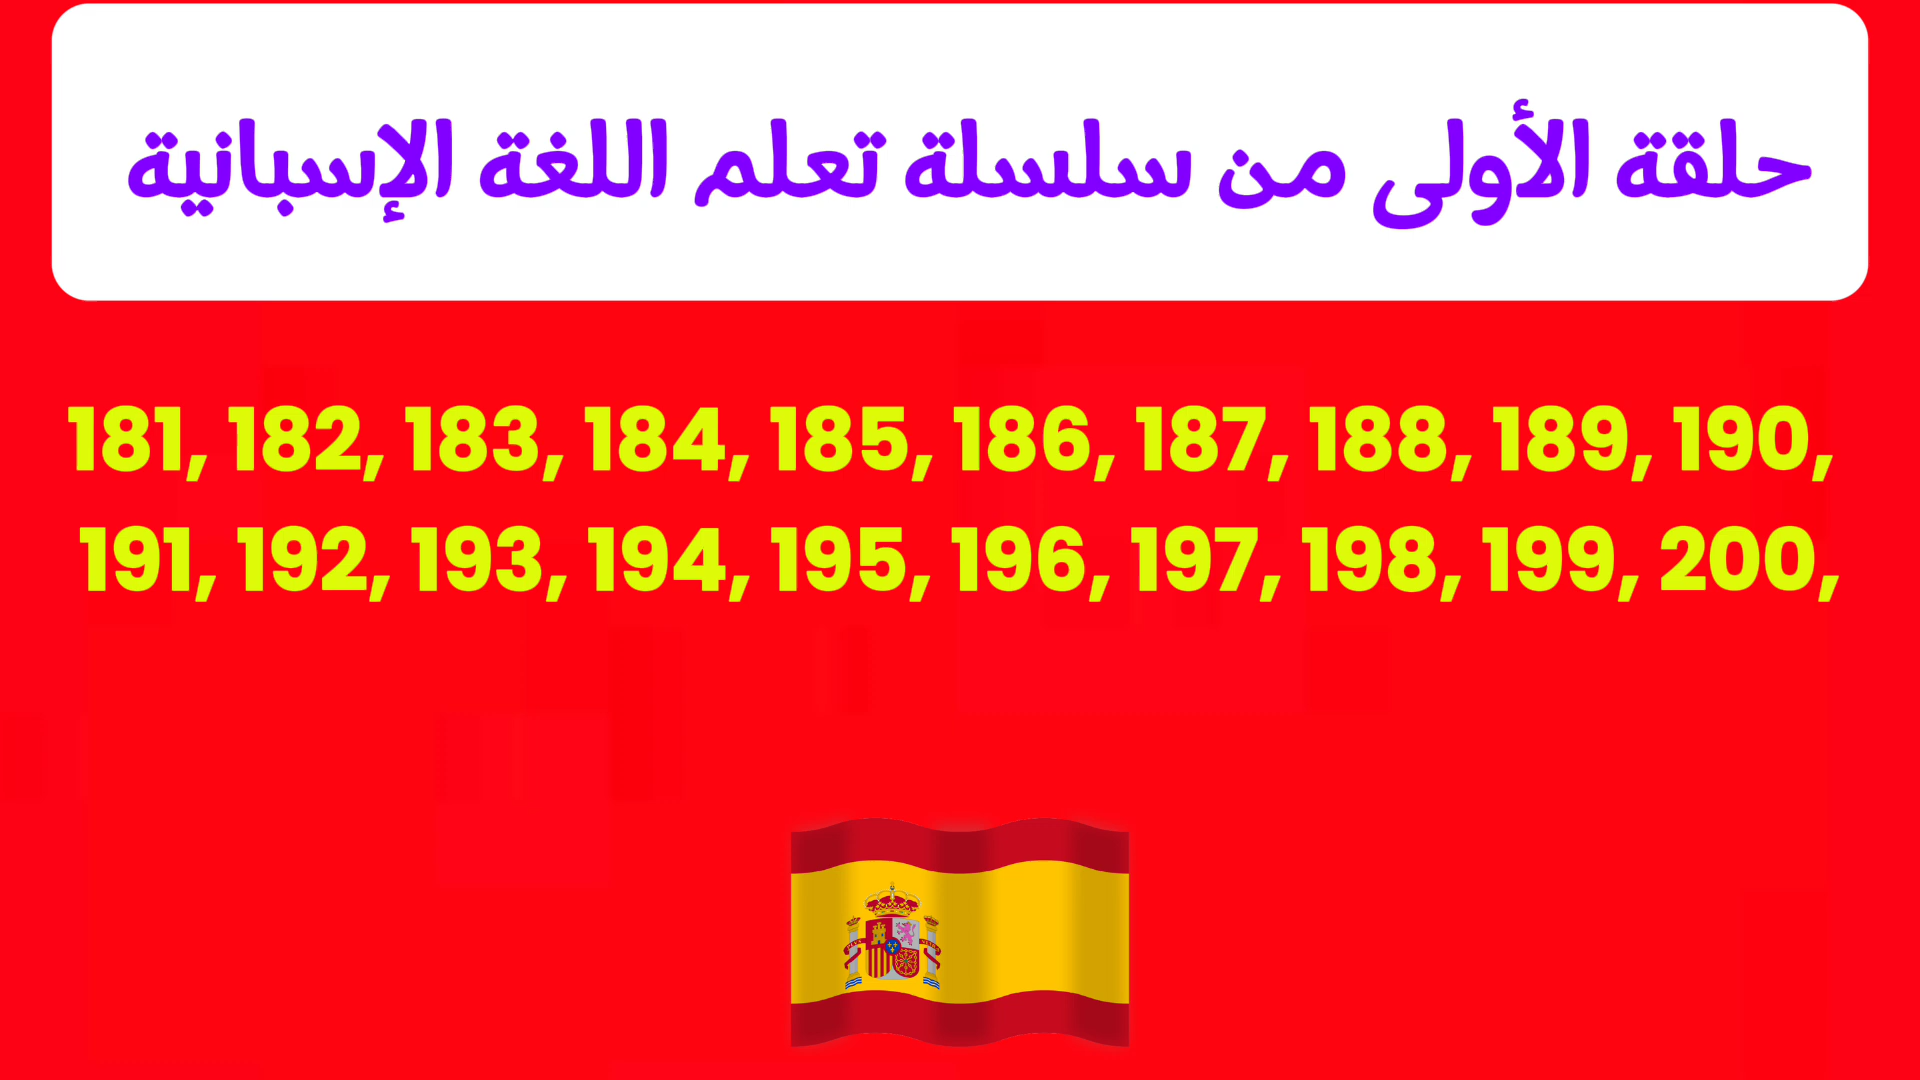 حلقة الأولى من سلسلة تعلم اللغة الإسبانية
181, 182, 183, 184, 185, 186, 187, 188, 189, 190,
191, 192, 193, 194, 195, 196, 197, 198, 199, 200,